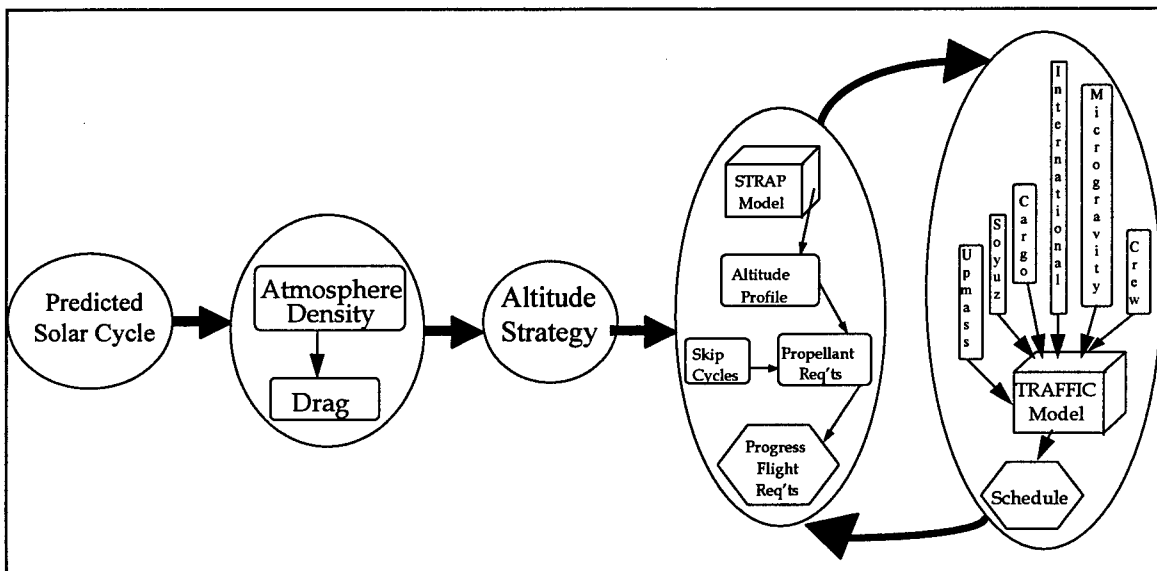 Predicted
Solar Cycle
Atmosphere
Density
Drag
Altitude
Strategy
STRAP
Model
Altitude
Profile
Skip
Cycles
Propellant
Req'ts
Progress
Flight
Req'ts
Upmass
Soyuz
Cargo
International
Microgravity
Crew
TRAFFIC
Model
Schedule